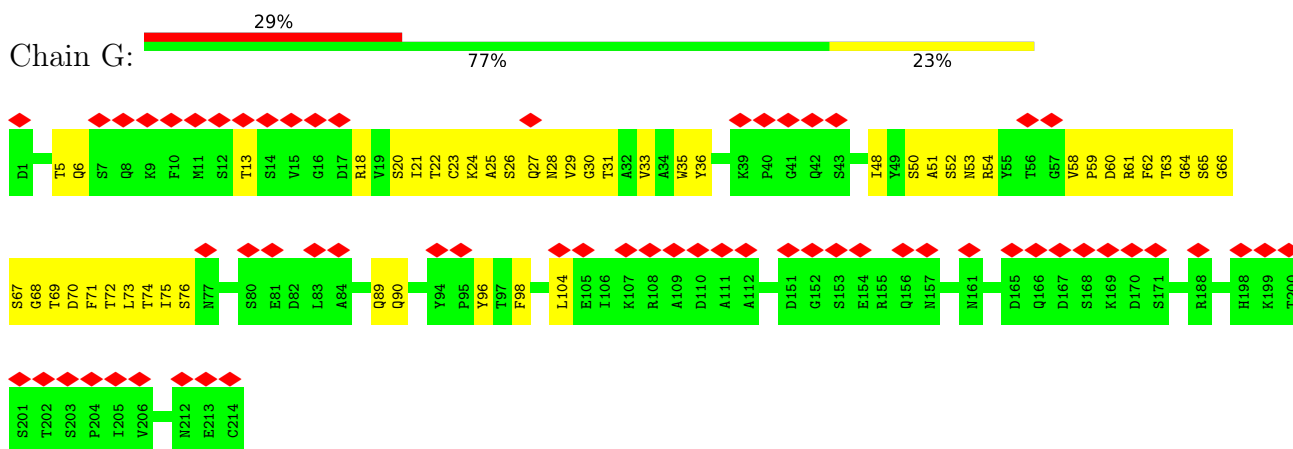 29%
Chain G:
77%
23%
D1 T5 Q6 S7 Q8 K9 F10 M11 S12 T13 S14 V15 G16 D17 R18 V19 S20 I21 T22 C23 K24 A25 S26 Q27 N28 V29 G30 T31 A32 V33 A34 W35 Y36 K39 P40 G41 Q42 S43 I48 Y49 S50 A51 S52 N53 R54 Y55 T56 G57 V58 P59 D60 R61 F62 T63 G64 S65 G66
S67 G68 T69 D70 F71 T72 L73 T74 I75 S76 N77 S80 E81 D82 L83 A84 Q89 Q90 Y94 P95 Y96 T97 F98 L104 E105 I106 K107 R108 A109 D110 A111 A112 D151 G152 S153 E154 R155 Q156 N157 N161 D165 Q166 D167 S168 K169 D170 S171 R188 H198 K199 T200
S201 T202 S203 P204 I205 V206 N212 E213 C214